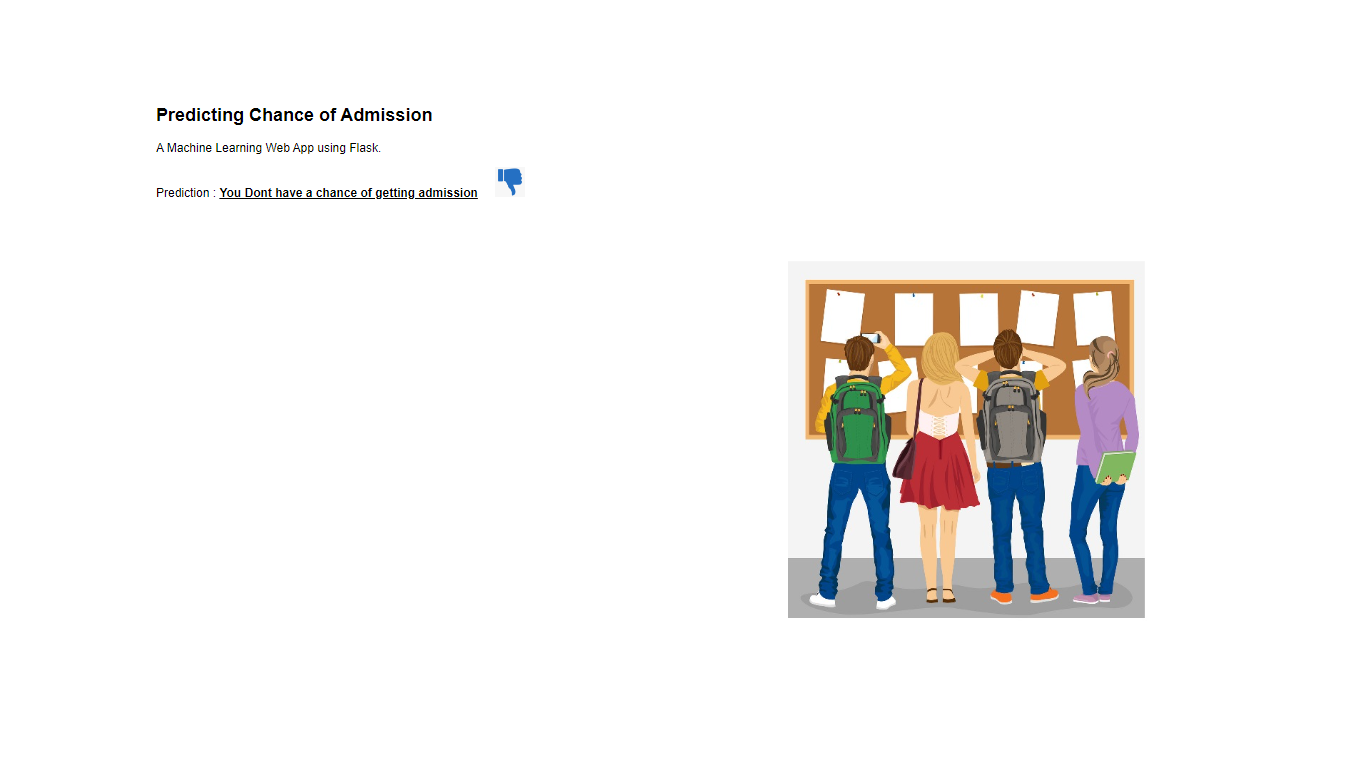 Predicting Chance of Admission
A Machine Learning Web App using Flask.
Prediction : You Dont have a chance of getting admission